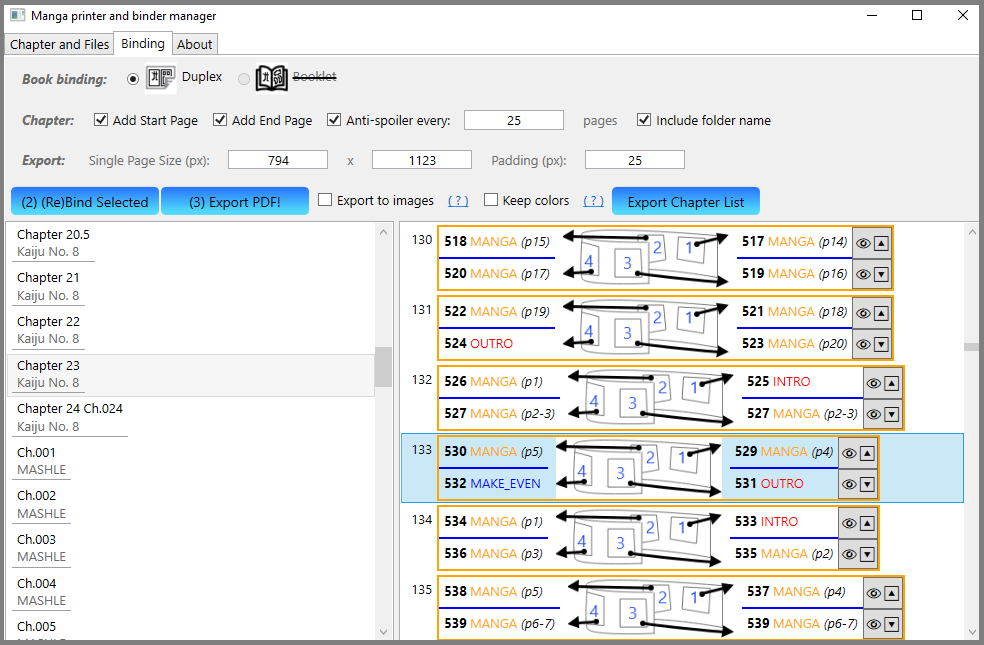 Manga printer and binder manager
Chapter and Files Binding About
Book binding: Duplex Booklet
Chapter: Add Start Page Add End Page Anti-spoiler every: 25 pages Include folder name
Export: Single Page Size (px): 794 x 1123 Padding (px): 25
(2) (Re)Bind Selected (3) Export PDF! Export to images ( ? ) Keep colors ( ? ) Export Chapter List
Chapter 20.5
Kaiju No. 8
Chapter 21
Kaiju No. 8
Chapter 22
Kaiju No. 8
Chapter 23
Kaiju No. 8
Chapter 24 Ch.024
Kaiju No. 8
Ch.001
MASHLE
Ch.002
MASHLE
Ch.003
MASHLE
Ch.004
MASHLE
Ch.005
130 518 MANGA (p15) 2 1 517 MANGA (p14)
520 MANGA (p17) 4 3 519 MANGA (p16)
131 522 MANGA (p19) 2 1 521 MANGA (p18)
524 OUTRO 4 3 523 MANGA (p20)
132 526 MANGA (p1) 2 1 525 INTRO
527 MANGA (p2-3) 4 3 527 MANGA (p2-3)
133 530 MANGA (p5) 2 1 529 MANGA (p4)
532 MAKE_EVEN 4 3 531 OUTRO
134 534 MANGA (p1) 2 1 533 INTRO
536 MANGA (p3) 4 3 535 MANGA (p2)
135 538 MANGA (p5) 2 1 537 MANGA (p4)
539 MANGA (p6-7) 4 3 539 MANGA (p6-7)